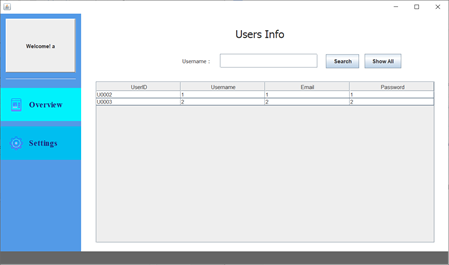 Users Info
Welcome! a
Username :
Search
Show All
UserID Username Email Password
U0002 1 1 1
U0003 2 2 2
Overview
Settings